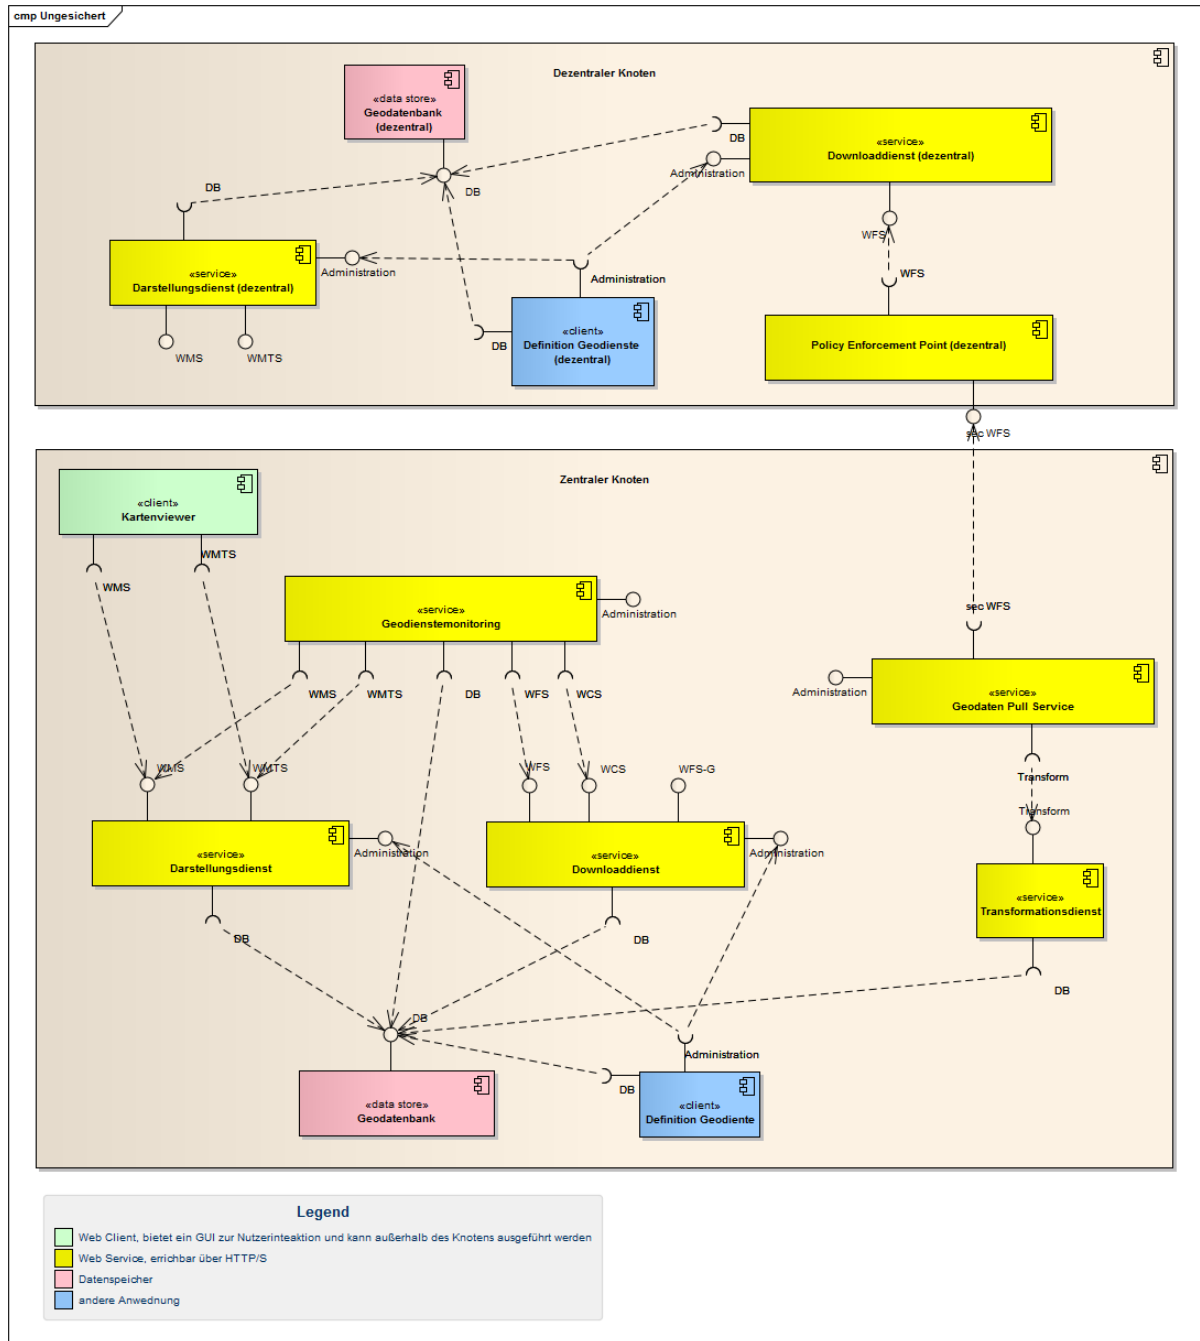 cmp Ungesichert
Dezentraler Knoten
«data store»
Geodatenbank
(dezentral)
DB
«service»
Downloaddienst (dezentral)
Administration
DB
DB
WFS
«service»
Darstellungsdienst (dezentral)
Administration
Administration
WFS
WMS
WMTS
DB
«client»
Definition Geodienste
(dezentral)
Policy Enforcement Point (dezentral)
sec WFS
Zentraler Knoten
«client»
Kartenviewer
WMTS
WMS
«service»
Geodienstemonitoring
Administration
sec WFS
WMS
WMTS
DB
WFS
WCS
Administration
«service»
Geodaten Pull Service
WMS
WMTS
WFS
WCS
WFS-G
Transform
Transform
«service»
Darstellungsdienst
Administration
«service»
Downloaddienst
Administration
«service»
Transformationsdienst
DB
DB
DB
DB
Administration
«data store»
Geodatenbank
DB
«client»
Definition Geodiente
Legend
Web Client, bietet ein GUI zur Nutzerinteaktion und kann außerhalb des Knotens ausgeführt werden
Web Service, errichbar über HTTP/S
Datenspeicher
andere Anwednung